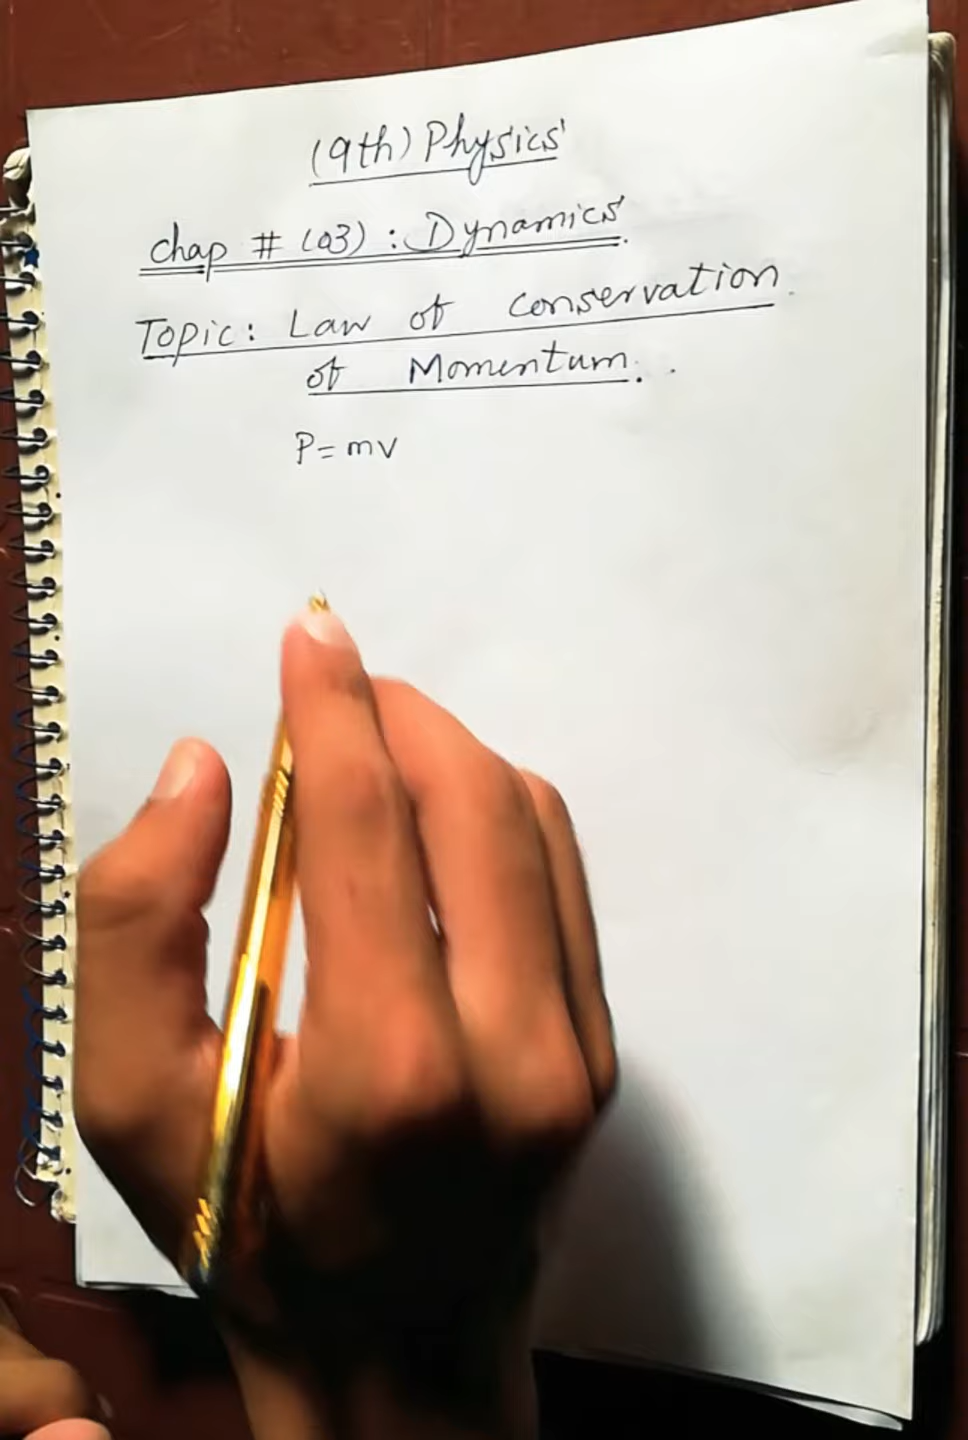 (9th) Physics
Chap # (03) : Dynamics.
Topic: Law of Conservation.
of Momentum:.
P = mv